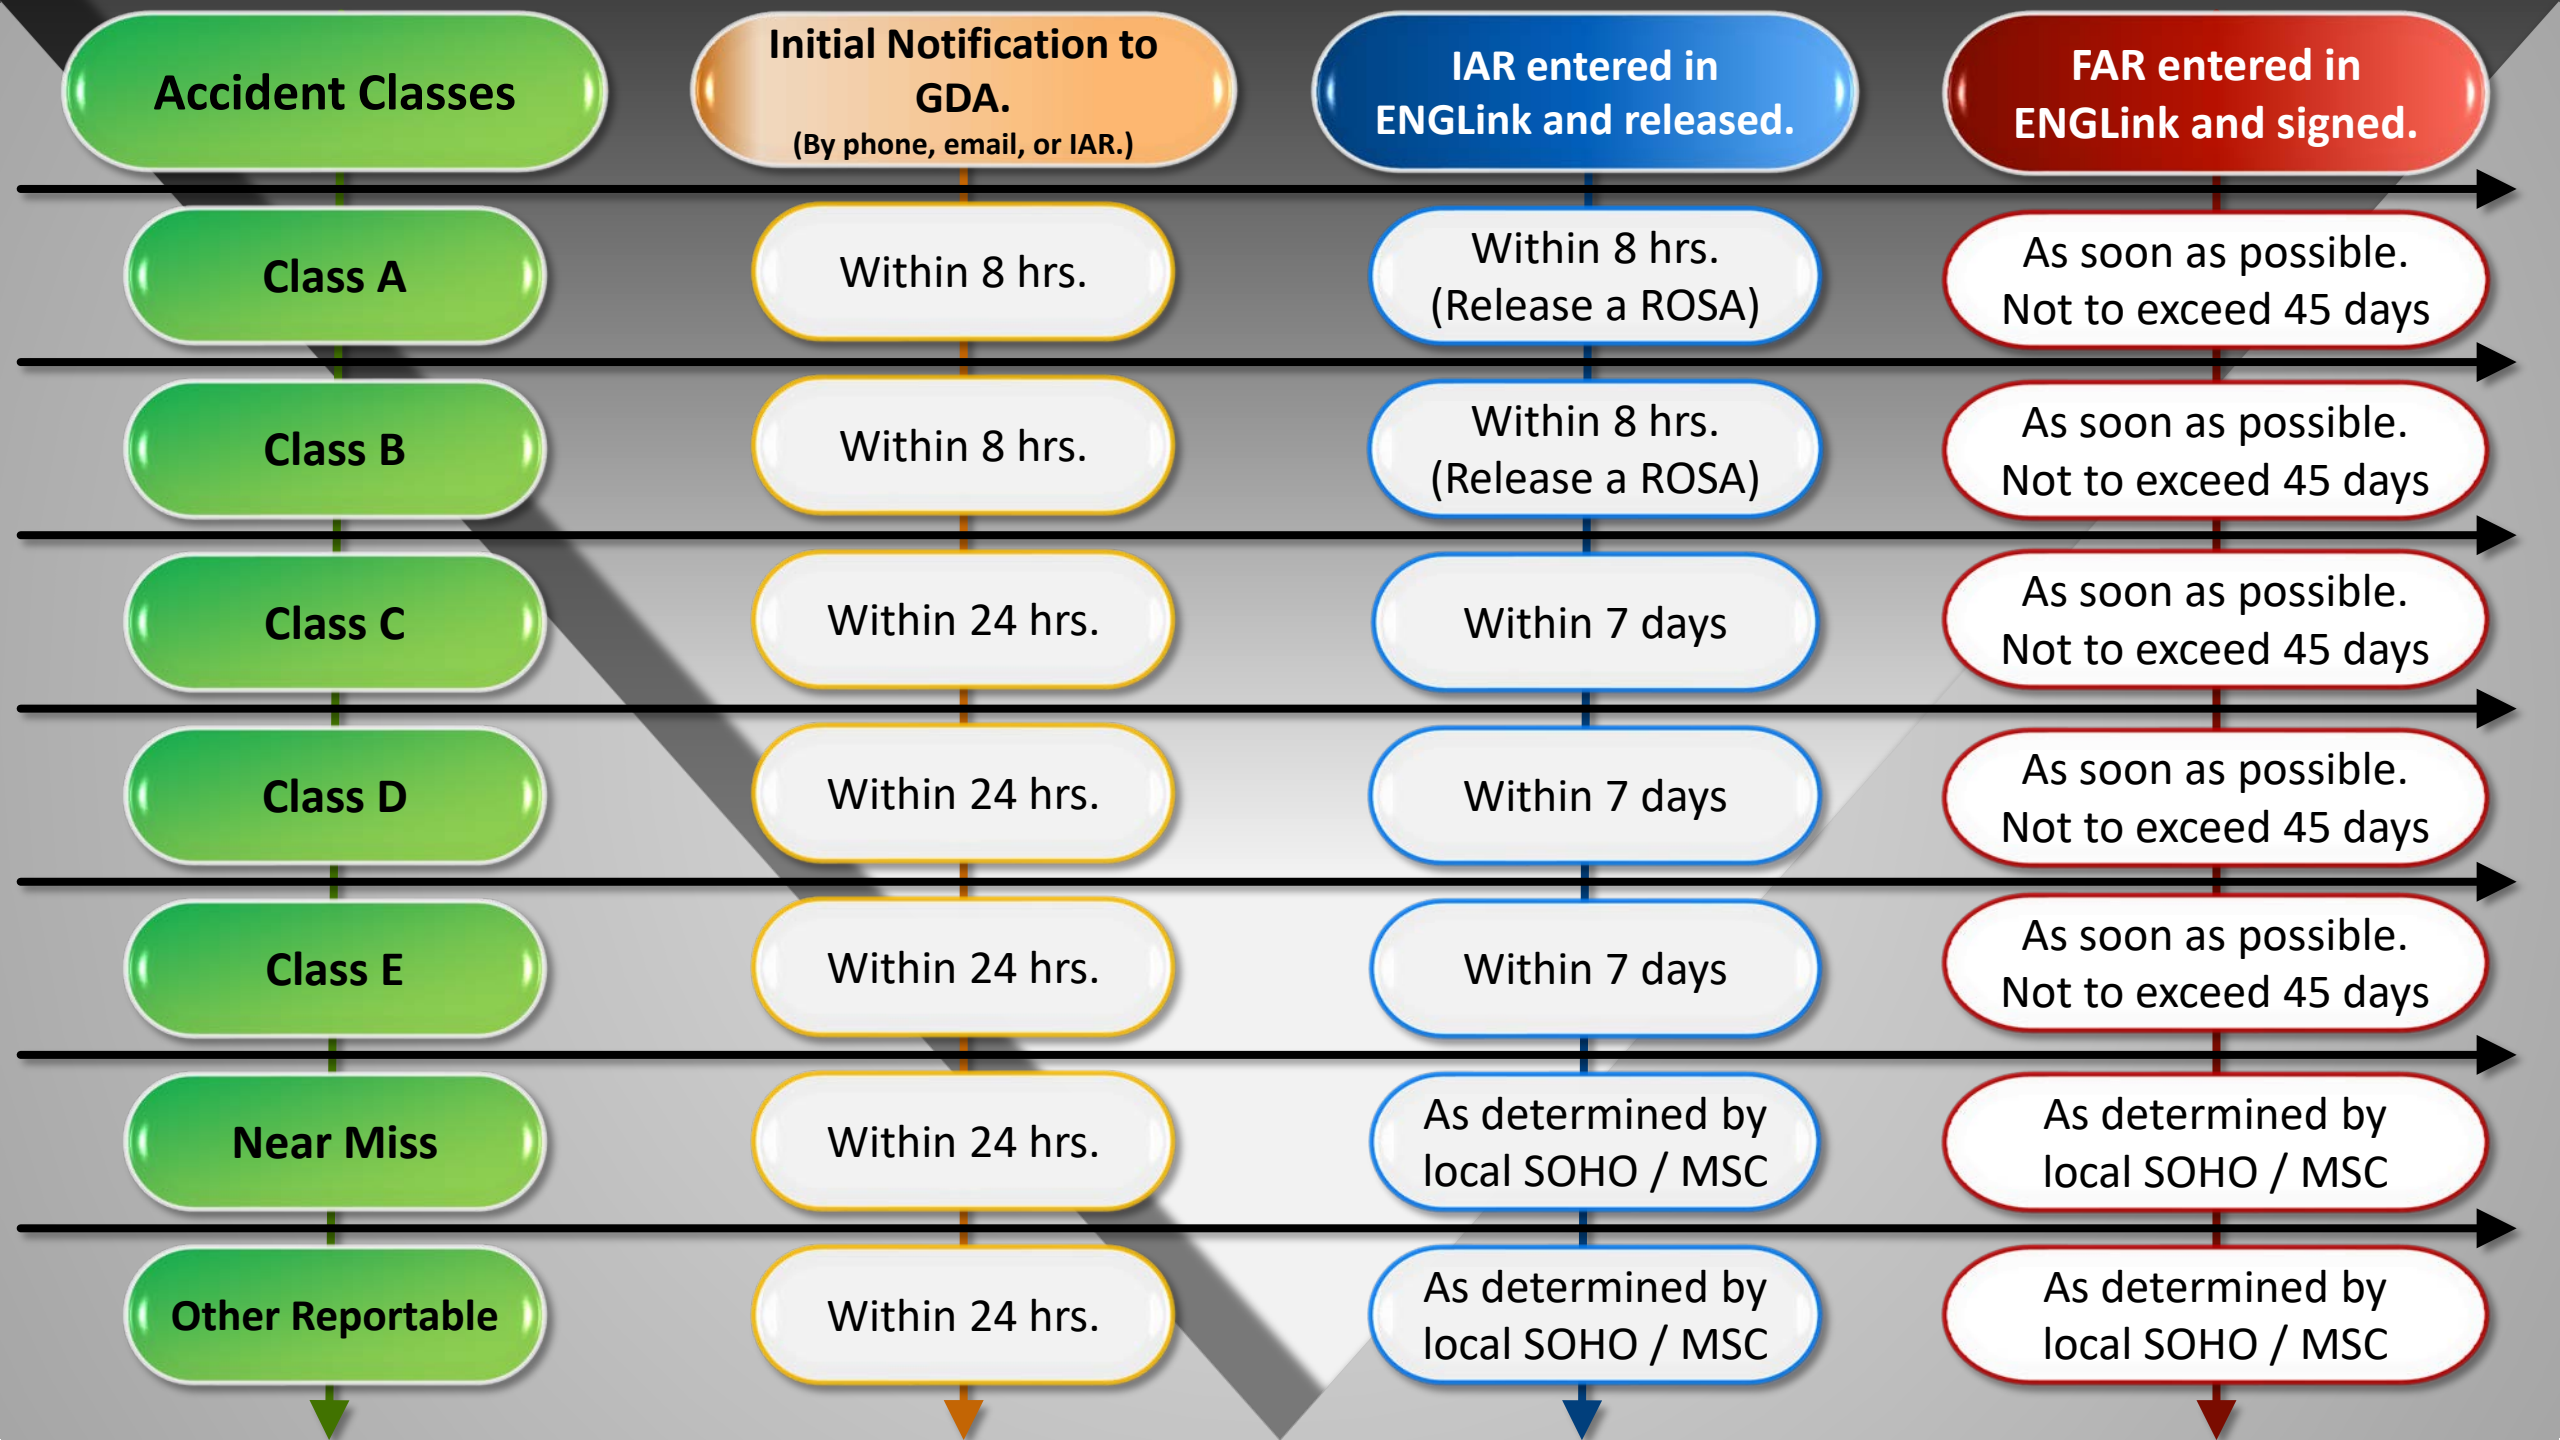 Accident Classes
Initial Notification to
GDA.
(By phone, email, or IAR.)
IAR entered in
ENGLink and released.
FAR entered in
ENGLink and signed.
Class A
Within 8 hrs.
Within 8 hrs.
(Release a ROSA)
As soon as possible.
Not to exceed 45 days
Class B
Within 8 hrs.
Within 8 hrs.
(Release a ROSA)
As soon as possible.
Not to exceed 45 days
Class C
Within 24 hrs.
Within 7 days
As soon as possible.
Not to exceed 45 days
Class D
Within 24 hrs.
Within 7 days
As soon as possible.
Not to exceed 45 days
Class E
Within 24 hrs.
Within 7 days
As soon as possible.
Not to exceed 45 days
Near Miss
Within 24 hrs.
As determined by
local SOHO / MSC
As determined by
local SOHO / MSC
Other Reportable
Within 24 hrs.
As determined by
local SOHO / MSC
As determined by
local SOHO / MSC